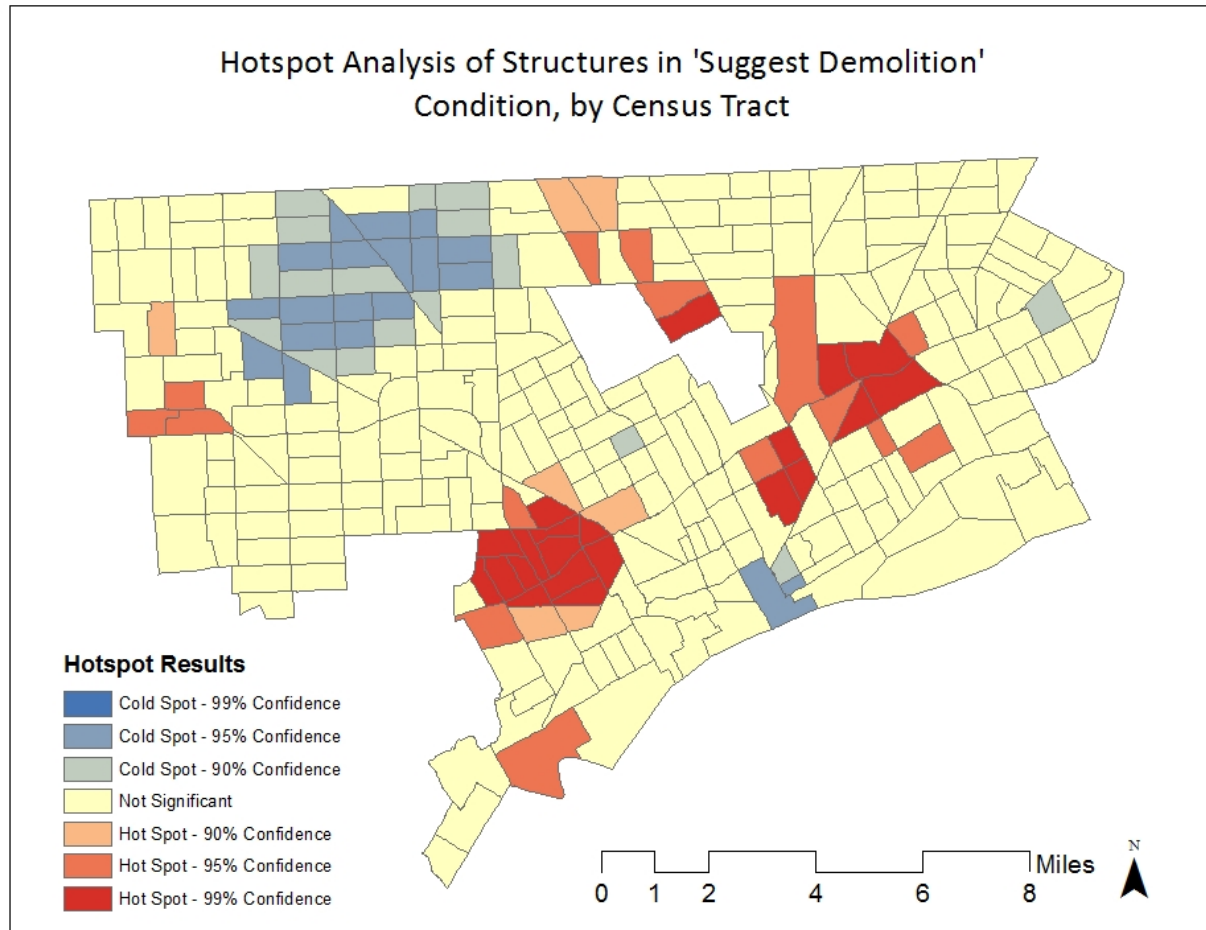 Hotspot Analysis of Structures in 'Suggest Demolition'
Condition, by Census Tract
Hotspot Results
Cold Spot - 99% Confidence
Cold Spot - 95% Confidence
Cold Spot - 90% Confidence
Not Significant
Hot Spot - 90% Confidence
Hot Spot - 95% Confidence
Hot Spot - 99% Confidence
Miles
0 1 2 4 6 8
N